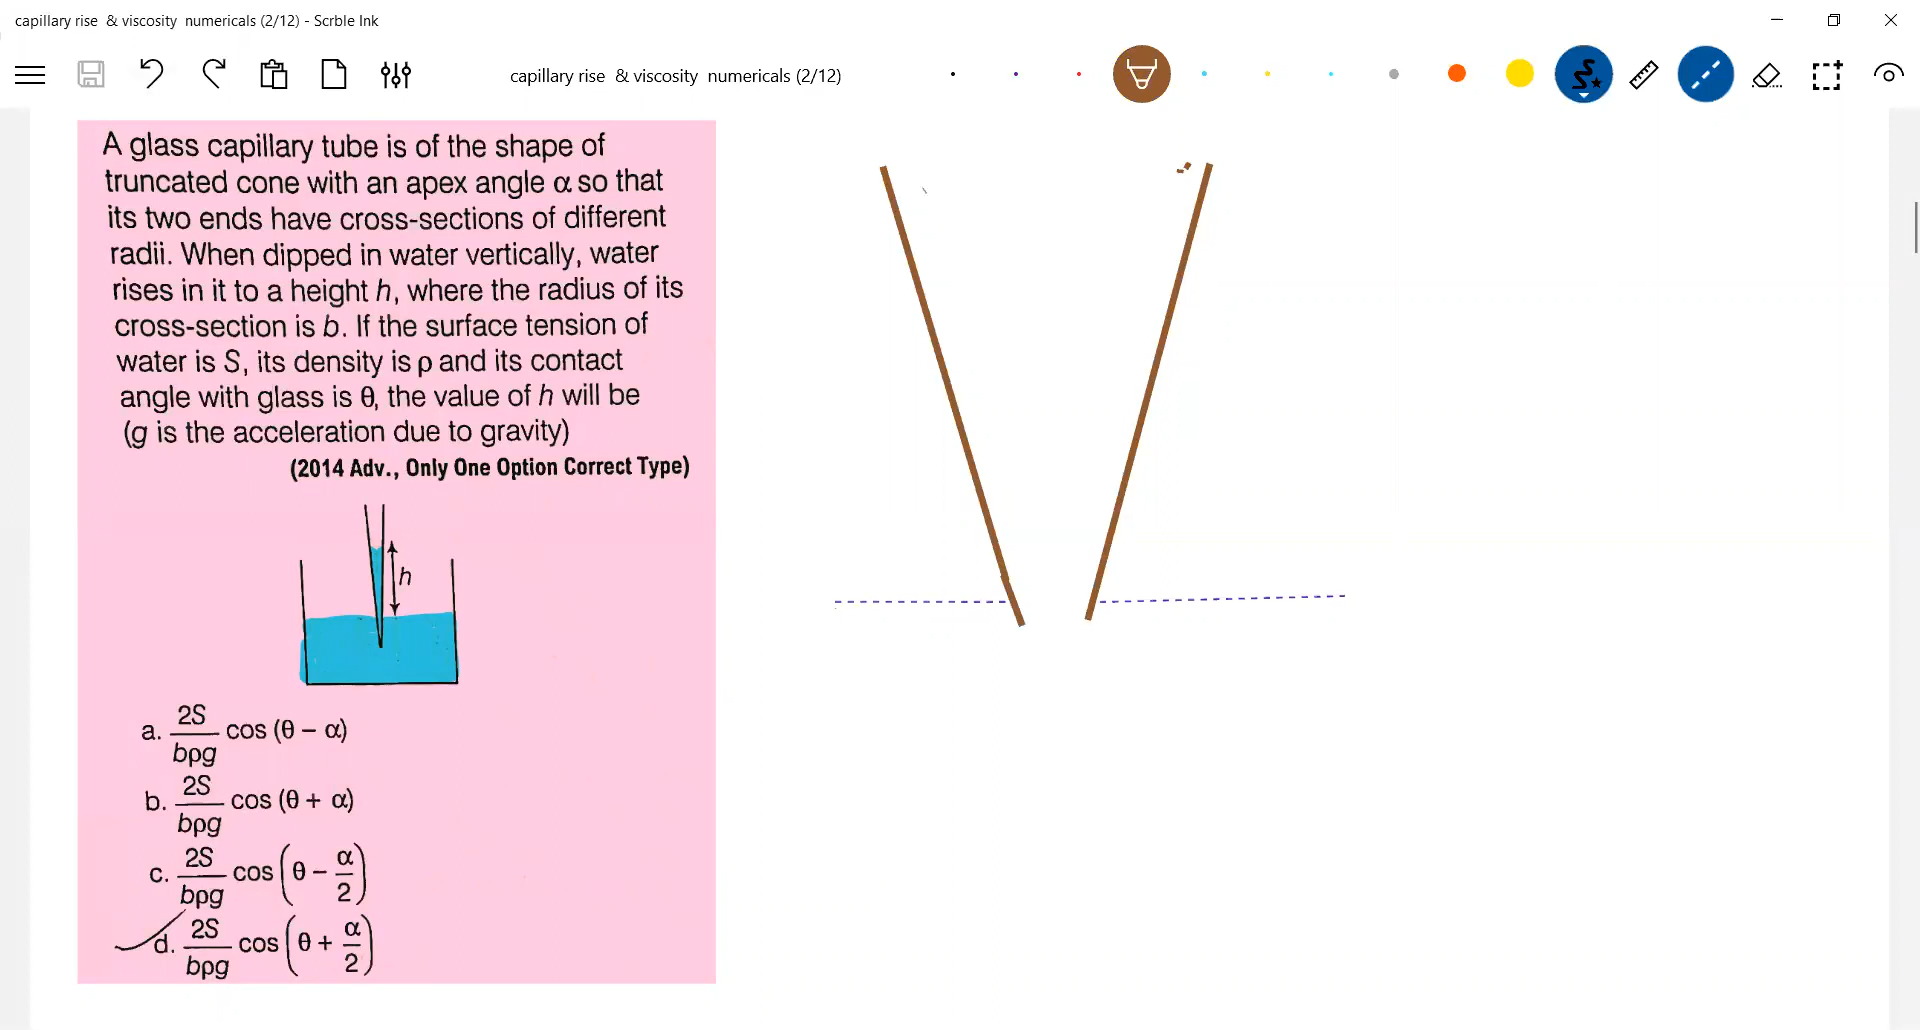 capillary rise & viscosity numericals (2/12) - Scrble Ink
capillary rise & viscosity numericals (2/12)
A glass capillary tube is of the shape of
truncated cone with an apex angle α so that
its two ends have cross-sections of different
radii. When dipped in water vertically, water
rises in it to a height h, where the radius of its
cross-section is b. If the surface tension of
water is S, its density is ρ and its contact
angle with glass is θ, the value of h will be
(g is the acceleration due to gravity)
(2014 Adv., Only One Option Correct Type)
h
a. 2S/bρg cos (θ − α)
b. 2S/bρg cos (θ + α)
c. 2S/bρg cos (θ − α/2)
d. 2S/bρg cos (θ + α/2)